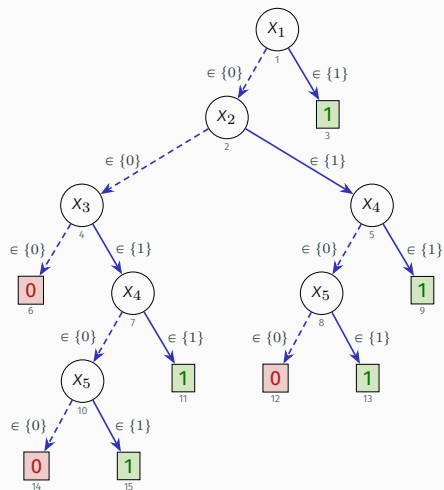 X₁
1
∈ {0} ∈ {1}
X₂ 1
2 3
∈ {0} ∈ {1}
X₃ X₄
4 5
∈ {0} ∈ {1} ∈ {0} ∈ {1}
0 X₄ X₅ 1
6 7 8 9
∈ {0} ∈ {1} ∈ {0} ∈ {1}
X₅ 1 0 1
10 11 12 13
∈ {0} ∈ {1}
0 1
14 15